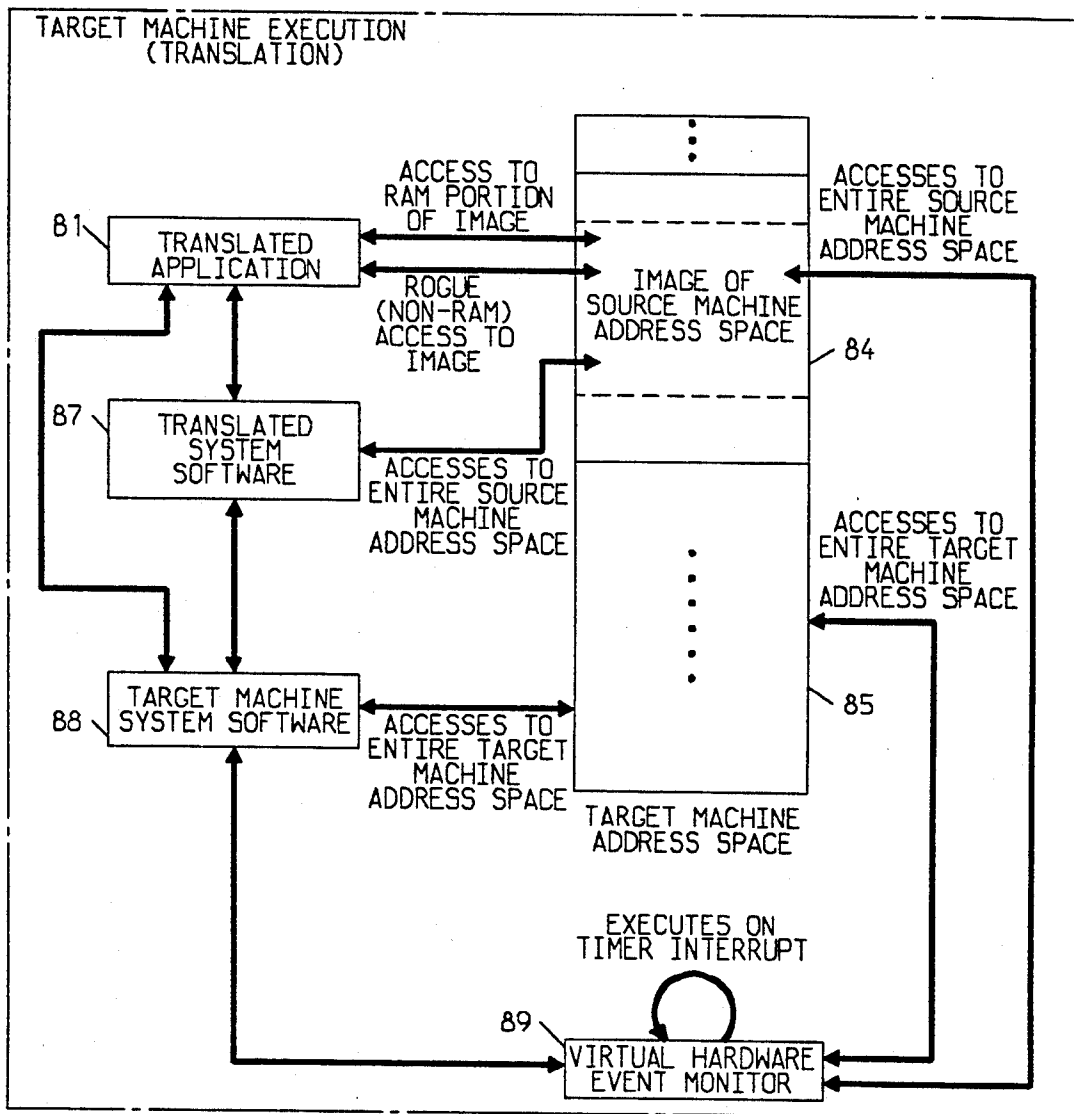 TARGET MACHINE EXECUTION
(TRANSLATION)
ACCESS TO
RAM PORTION
OF IMAGE
ACCESSES TO
ENTIRE SOURCE
MACHINE
ADDRESS SPACE
81
TRANSLATED
APPLICATION
ROGUE
(NON-RAM)
ACCESS TO
IMAGE
IMAGE OF
SOURCE MACHINE
ADDRESS SPACE
84
87
TRANSLATED
SYSTEM
SOFTWARE
ACCESSES TO
ENTIRE SOURCE
MACHINE
ADDRESS SPACE
ACCESSES TO
ENTIRE TARGET
MACHINE
ADDRESS SPACE
88
TARGET MACHINE
SYSTEM SOFTWARE
ACCESSES TO
ENTIRE TARGET
MACHINE
ADDRESS SPACE
85
TARGET MACHINE
ADDRESS SPACE
EXECUTES ON
TIMER INTERRUPT
89
VIRTUAL HARDWARE
EVENT MONITOR